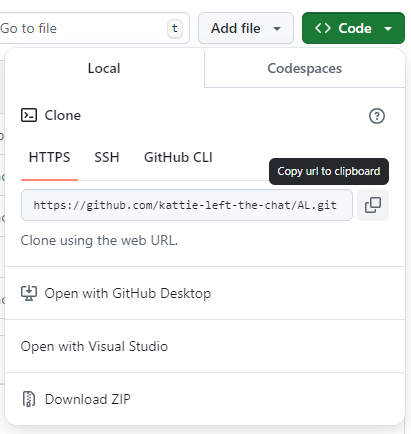 Go to file
t
Add file
<> Code
Local
Codespaces
Clone
HTTPS
SSH
GitHub CLI
Copy url to clipboard
https://github.com/kattie-left-the-chat/AL.git
Clone using the web URL.
Open with GitHub Desktop
Open with Visual Studio
Download ZIP